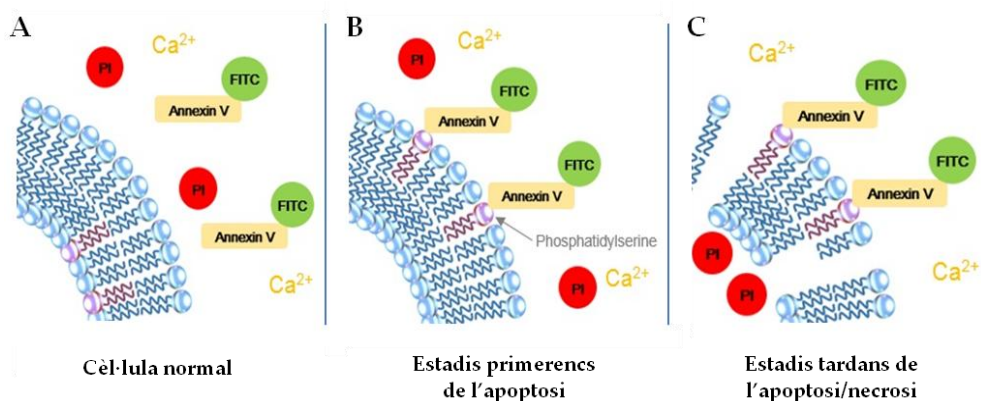 A
Ca2+
PI
FITC
Annexin V
PI
FITC
Annexin V
Ca2+
Cèl·lula normal
B
Ca2+
PI
FITC
Annexin V
FITC
Annexin V
Phosphatidylserine
PI
Ca2+
Estadis primerencs
de l’apoptosi
C
Ca2+
FITC
Annexin V
FITC
Annexin V
PI
PI
Ca2+
Estadis tardans de
l’apoptosi/necrosi